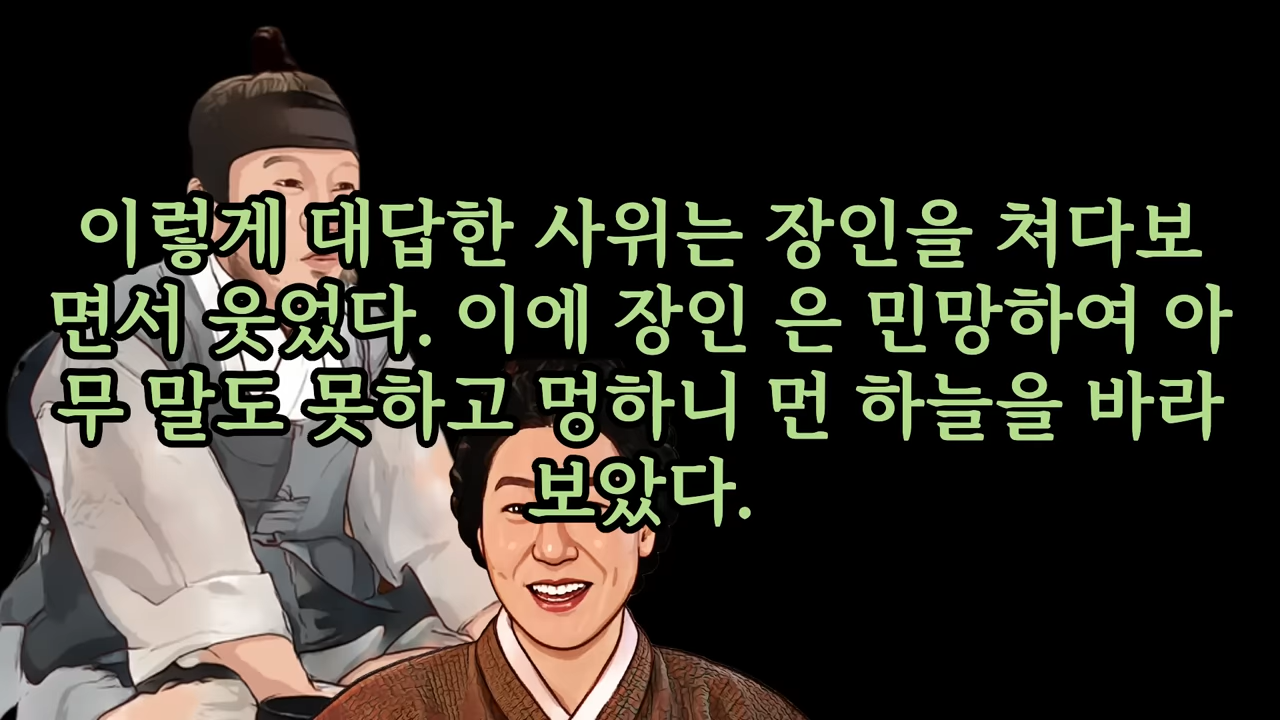 이렇게 대답한 사위는 장인을 쳐다보
면서 웃었다. 이에 장인 은 민망하여 아
무 말도 못하고 멍하니 먼 하늘을 바라
보았다.